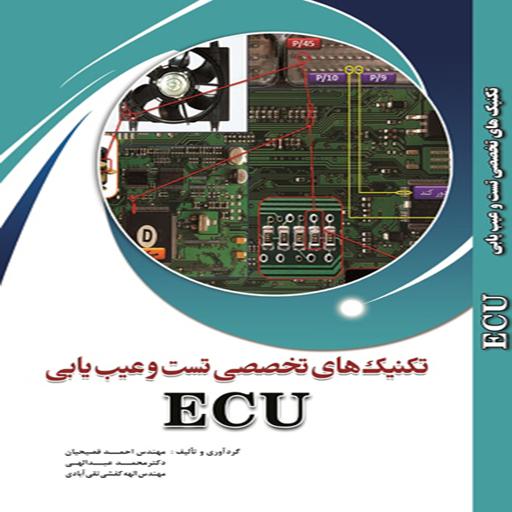 P/45
P/10
P/9
D
تکنیک‌های تخصصی تست و عیب یابی
ECU
گردآوری و تألیف : مهندس احمد فصیحیان
دکتر محمد عبدالهی
مهندس الهه کفشی تقی آبادی
تکنیک های تخصصی تست و عیب یابی
ECU